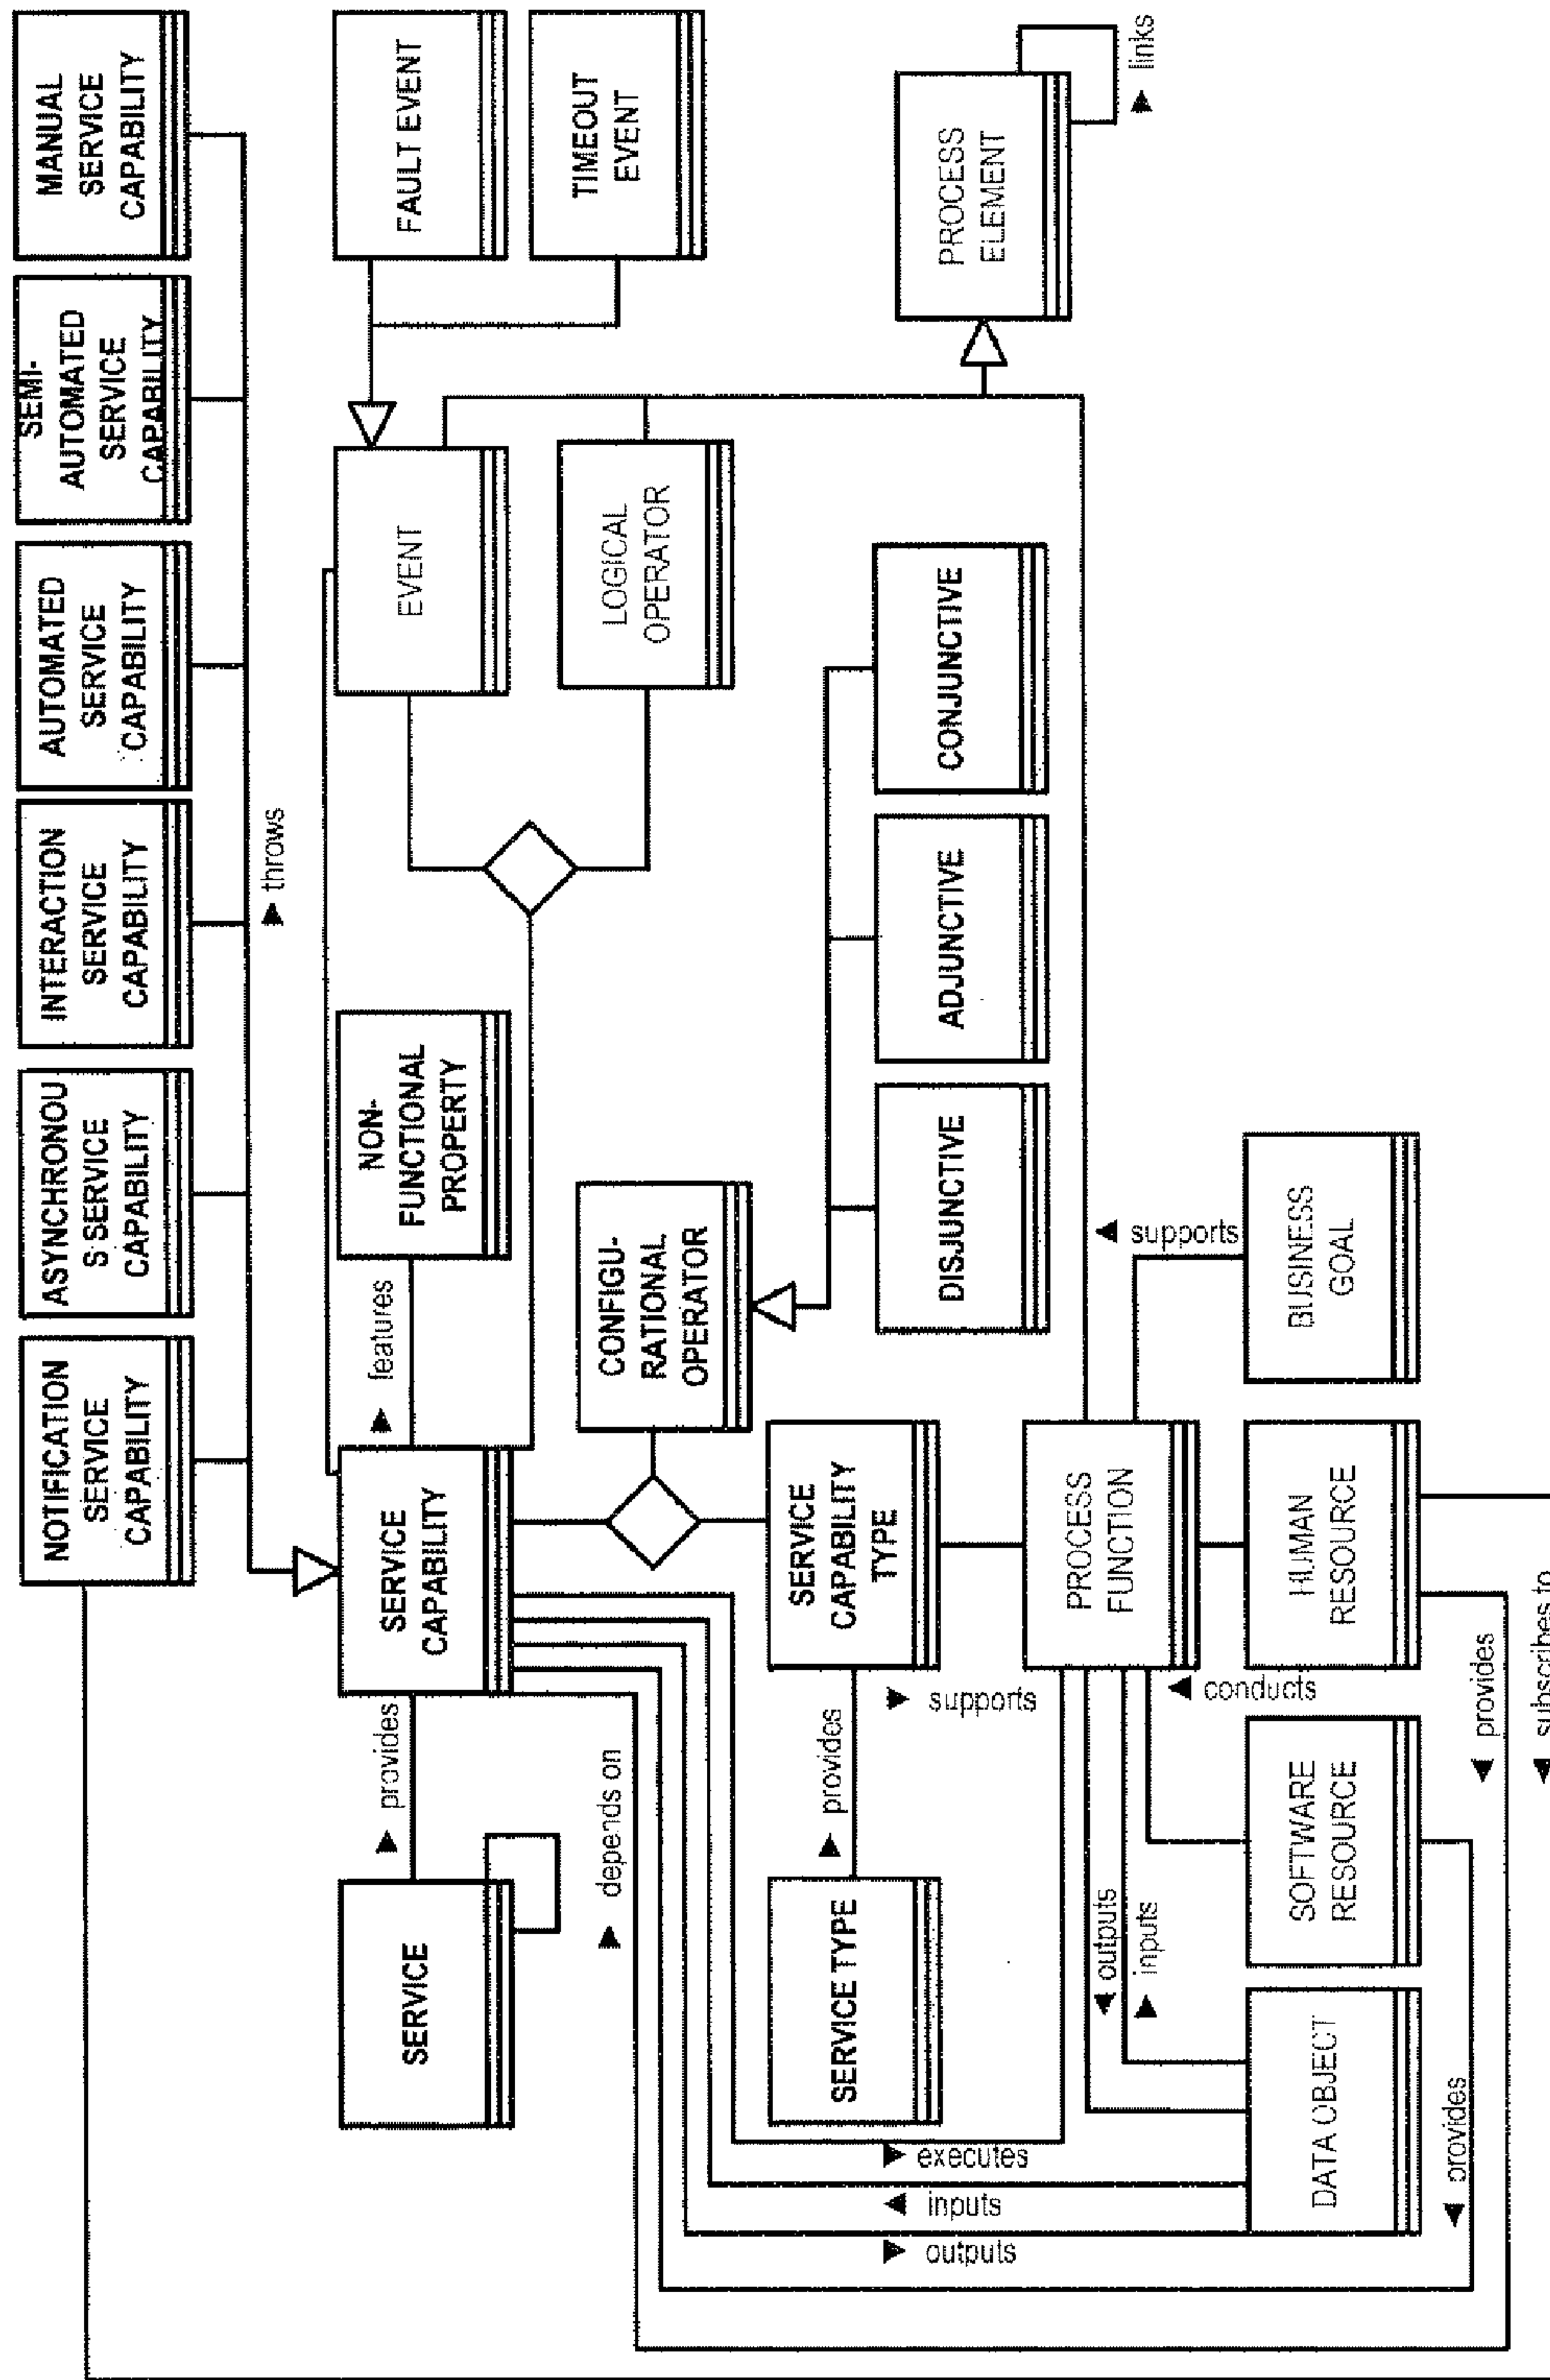 NOTIFICATION
SERVICE
CAPABILITY
ASYNCHRONOU
S SERVICE
CAPABILITY
INTERACTION
SERVICE
CAPABILITY
AUTOMATED
SERVICE
CAPABILITY
SEMI-
AUTOMATED
SERVICE
CAPABILITY
MANUAL
SERVICE
CAPABILITY
▶ throws
SERVICE
▶ provides
SERVICE
CAPABILITY
▶ features
NON-
FUNCTIONAL
PROPERTY
EVENT
FAULT EVENT
TIMEOUT
EVENT
▶ depends on
CONFIGU-
RATIONAL
OPERATOR
LOGICAL
OPERATOR
SERVICE TYPE
▶ provides
SERVICE
CAPABILITY
TYPE
DISJUNCTIVE
ADJUNCTIVE
CONJUNCTIVE
PROCESS
ELEMENT
▶ links
▼ executes
▲ inputs
▼ outputs
▼ supports
◀ outputs
▶ inputs
PROCESS
FUNCTION
▲ supports
▲ conducts
DATA OBJECT
SOFTWARE
RESOURCE
HUMAN
RESOURCE
BUSINESS
GOAL
◀ provides
◀ provides
◀ subscribes to